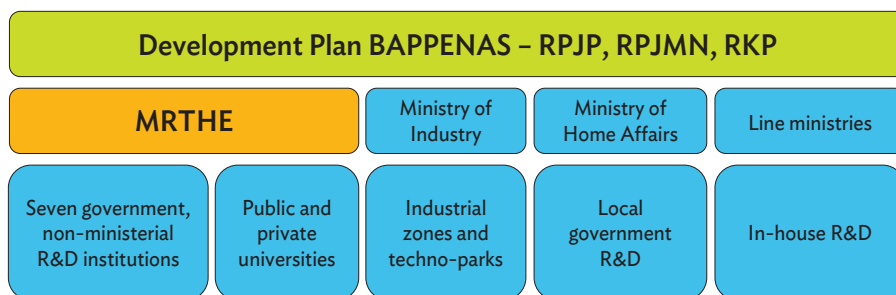 Development Plan BAPPENAS – RPJP, RPJMN, RKP
MRTHE
Ministry of
Industry
Ministry of
Home Affairs
Line ministries
Seven government,
non-ministerial
R&D institutions
Public and
private
universities
Industrial
zones and
techno-parks
Local
government
R&D
In-house R&D